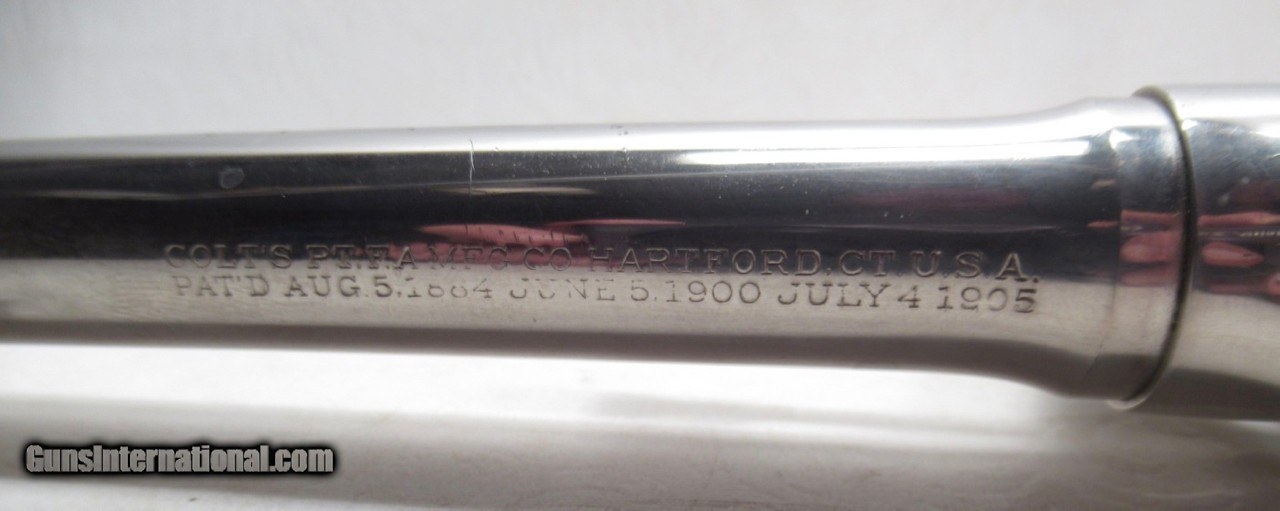 COLT'S PT.F.A.MFG.CO.HARTFORD.CT.U.S.A.
PAT'D AUG.5.1884 JUNE 5.1900 JULY 4 1905
GunsInternational.com